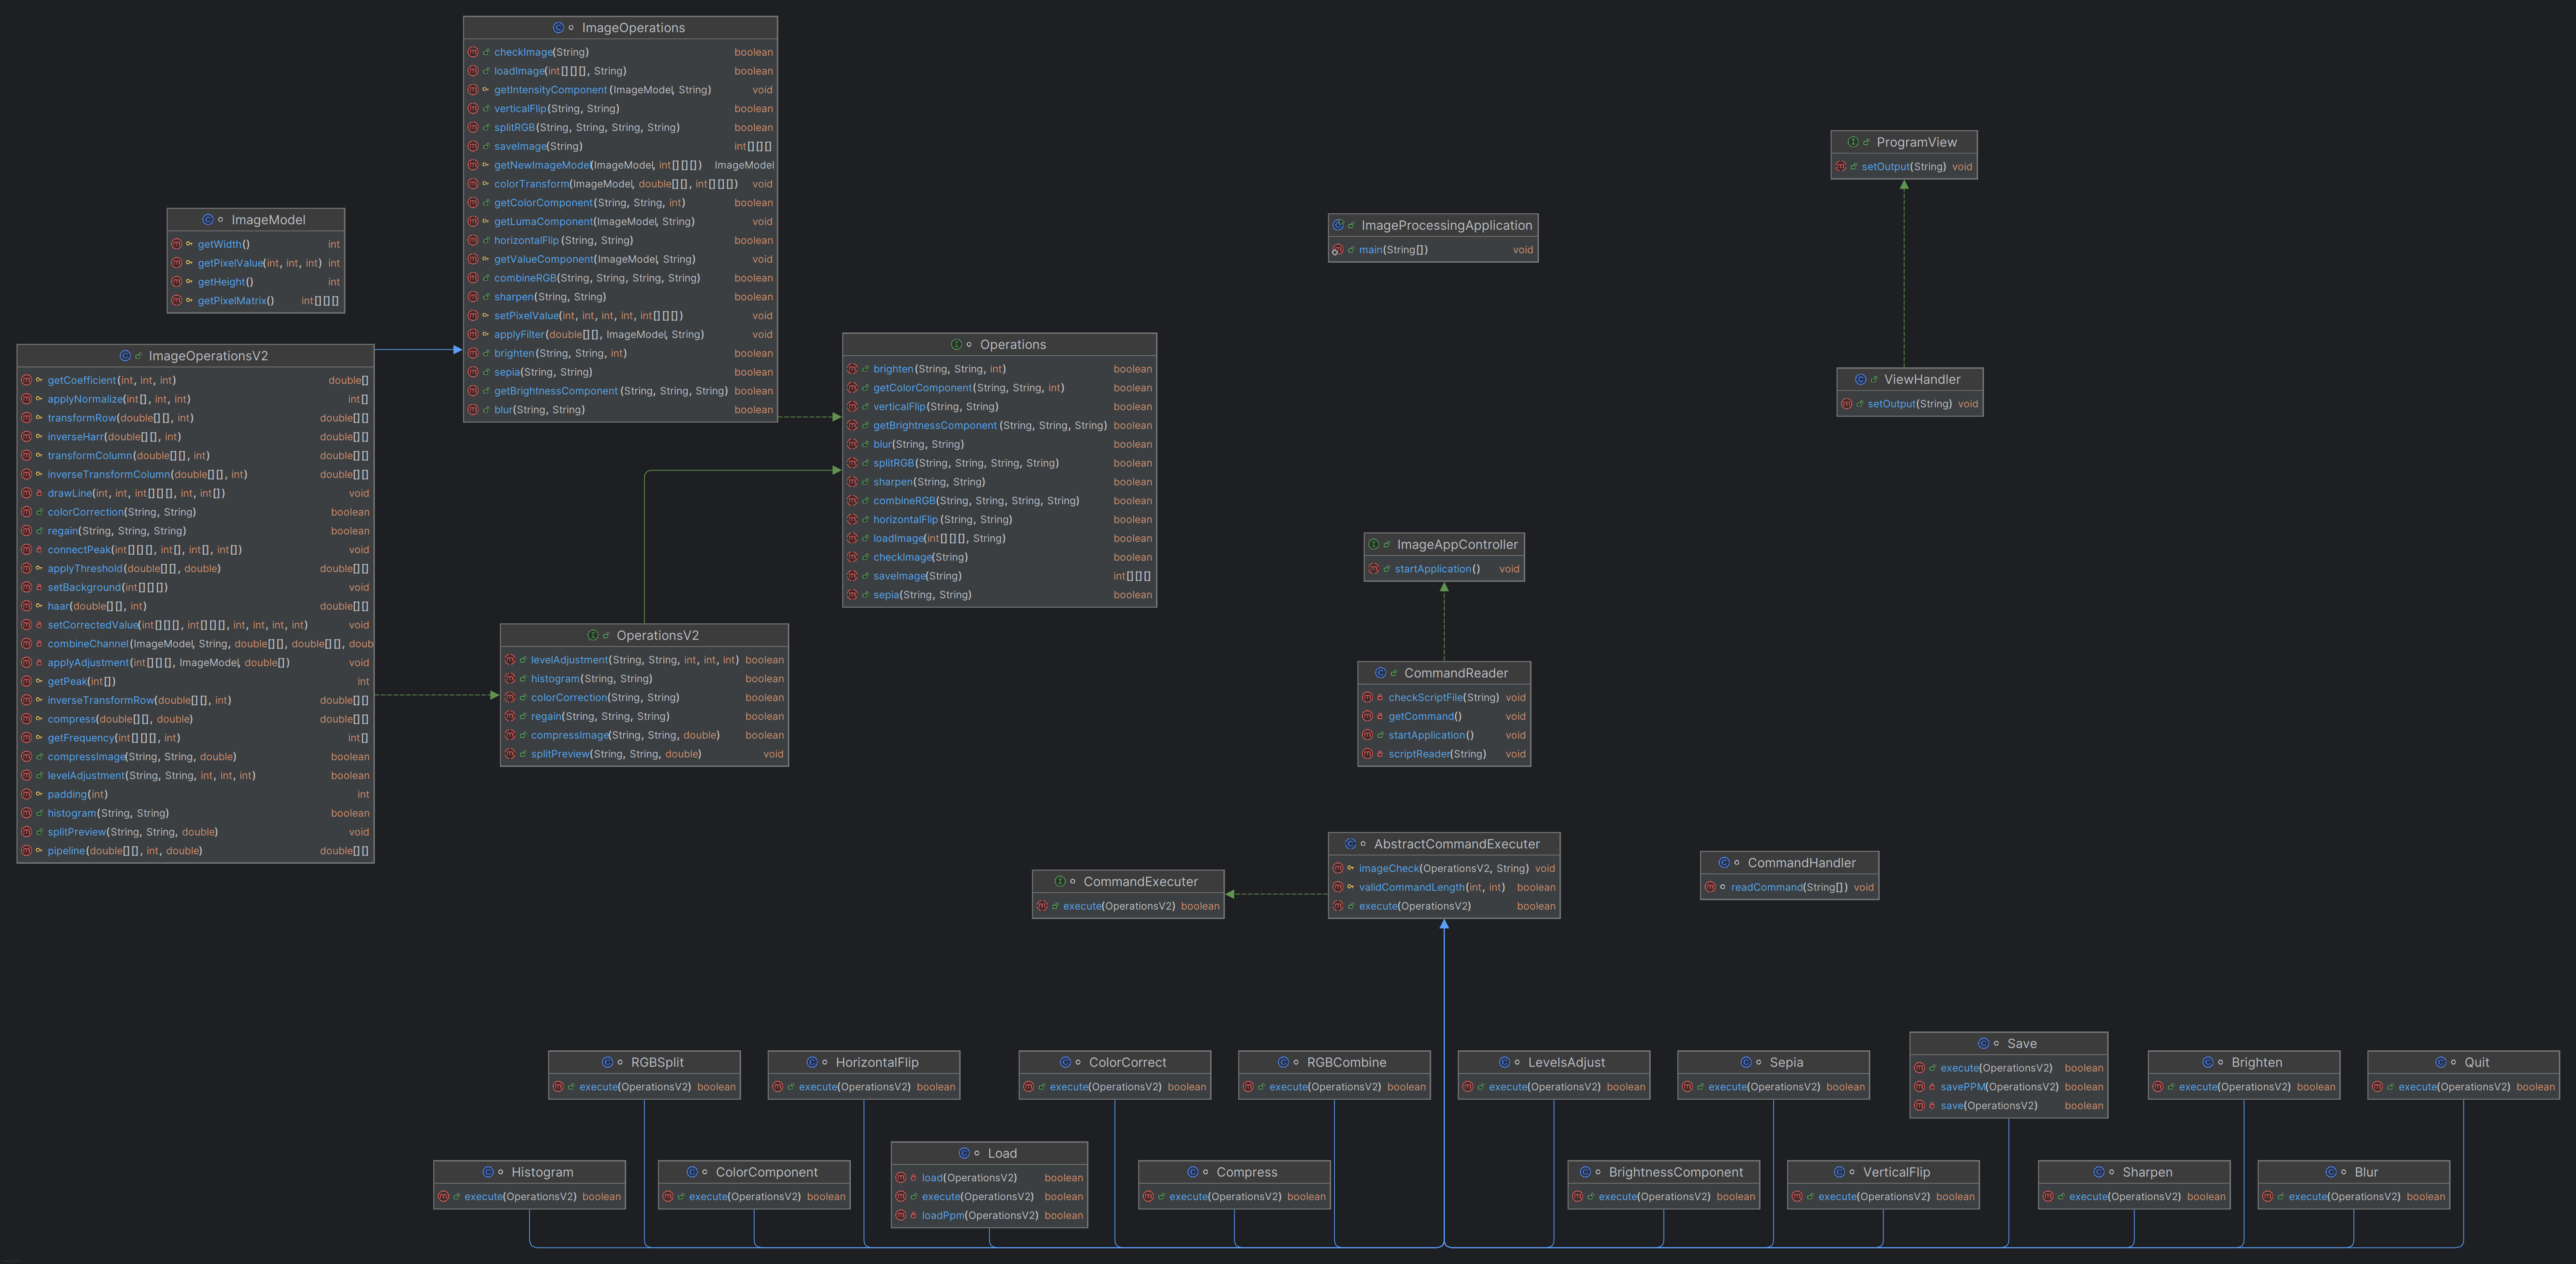 ImageOperations
checkImage(String) boolean
loadImage(int[][][], String) boolean
getIntensityComponent(ImageModel, String) void
verticalFlip(String, String) boolean
splitRGB(String, String, String, String) boolean
saveImage(String) int[][][]
getNewImageModel(ImageModel, int[][][]) ImageModel
colorTransform(ImageModel, double[][], int[][][]) void
getColorComponent(String, String, int) boolean
getLumaComponent(ImageModel, String) void
horizontalFlip(String, String) boolean
getValueComponent(ImageModel, String) void
combineRGB(String, String, String, String) boolean
sharpen(String, String) boolean
setPixelValue(int, int, int, int, int[][][]) void
applyFilter(double[][], ImageModel, String) void
brighten(String, String, int) boolean
sepia(String, String) boolean
getBrightnessComponent(String, String, String) boolean
blur(String, String) boolean
ImageModel
getWidth() int
getPixelValue(int, int, int) int
getHeight() int
getPixelMatrix() int[][][]
ImageOperationsV2
getCoefficient(int, int, int) double[]
applyNormalize(int[], int, int) int[]
transformRow(double[][], int) double[][]
inverseHarr(double[][], int) double[][]
transformColumn(double[][], int) double[][]
inverseTransformColumn(double[][], int) double[][]
drawLine(int, int, int[][][], int, int[]) void
colorCorrection(String, String) boolean
regain(String, String, String) boolean
connectPeak(int[][][], int[], int[], int[]) void
applyThreshold(double[][], double) double[][]
setBackground(int[][][]) void
haar(double[][], int) double[][]
setCorrectedValue(int[][][], int[][][], int, int, int, int) void
combineChannel(ImageModel, String, double[][], double[][], doub
applyAdjustment(int[][][], ImageModel, double[]) void
getPeak(int[]) int
inverseTransformRow(double[][], int) double[][]
compress(double[][], double) double[][]
getFrequency(int[][][], int) int[]
compressImage(String, String, double) boolean
levelAdjustment(String, String, int, int, int) boolean
padding(int) int
histogram(String, String) boolean
splitPreview(String, String, double) void
pipeline(double[][], int, double) double[][]
Operations
brighten(String, String, int) boolean
getColorComponent(String, String, int) boolean
verticalFlip(String, String) boolean
getBrightnessComponent(String, String, String) boolean
blur(String, String) boolean
splitRGB(String, String, String, String) boolean
sharpen(String, String) boolean
combineRGB(String, String, String, String) boolean
horizontalFlip(String, String) boolean
loadImage(int[][][], String) boolean
checkImage(String) boolean
saveImage(String) int[][][]
sepia(String, String) boolean
OperationsV2
levelAdjustment(String, String, int, int, int) boolean
histogram(String, String) boolean
colorCorrection(String, String) boolean
regain(String, String, String) boolean
compressImage(String, String, double) boolean
splitPreview(String, String, double) void
ProgramView
setOutput(String) void
ImageProcessingApplication
main(String[]) void
ViewHandler
setOutput(String) void
ImageAppController
startApplication() void
CommandReader
checkScriptFile(String) void
getCommand() void
startApplication() void
scriptReader(String) void
AbstractCommandExecuter
imageCheck(OperationsV2, String) void
validCommandLength(int, int) boolean
execute(OperationsV2) boolean
CommandExecuter
execute(OperationsV2) boolean
CommandHandler
readCommand(String[]) void
RGBSplit
execute(OperationsV2) boolean
HorizontalFlip
execute(OperationsV2) boolean
ColorCorrect
execute(OperationsV2) boolean
RGBCombine
execute(OperationsV2) boolean
LevelsAdjust
execute(OperationsV2) boolean
Sepia
execute(OperationsV2) boolean
Save
execute(OperationsV2) boolean
savePPM(OperationsV2) boolean
save(OperationsV2) boolean
Brighten
execute(OperationsV2) boolean
Quit
execute(OperationsV2) boolean
Histogram
execute(OperationsV2) boolean
ColorComponent
execute(OperationsV2) boolean
Load
load(OperationsV2) boolean
execute(OperationsV2) boolean
loadPpm(OperationsV2) boolean
Compress
execute(OperationsV2) boolean
BrightnessComponent
execute(OperationsV2) boolean
VerticalFlip
execute(OperationsV2) boolean
Sharpen
execute(OperationsV2) boolean
Blur
execute(OperationsV2) boolean